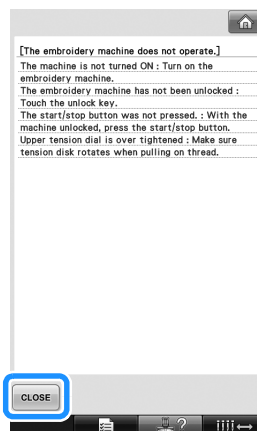 [The embroidery machine does not operate.]
The machine is not turned ON : Turn on the
embroidery machine.
The embroidery machine has not been unlocked :
Touch the unlock key.
The start/stop button was not pressed. : With the
machine unlocked, press the start/stop button.
Upper tension dial is over tightened : Make sure
tension disk rotates when pulling on thread.
CLOSE
?